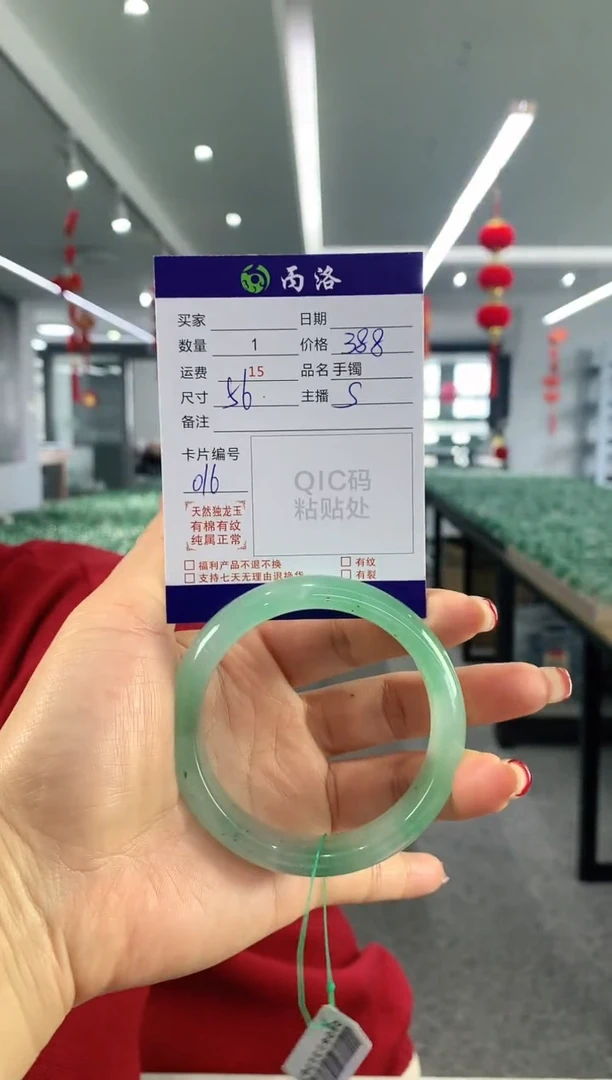 丙洛
买家 日期
数量 1 价格 388
运费 15 品名 手镯
尺寸 56 主播 S
备注
卡片编号
016
QIC码
粘贴处
天然独龙玉
有棉有纹
纯属正常
□ 福利产品不退不换 □ 有纹
□ 支持七天无理由退换货 □ 有裂